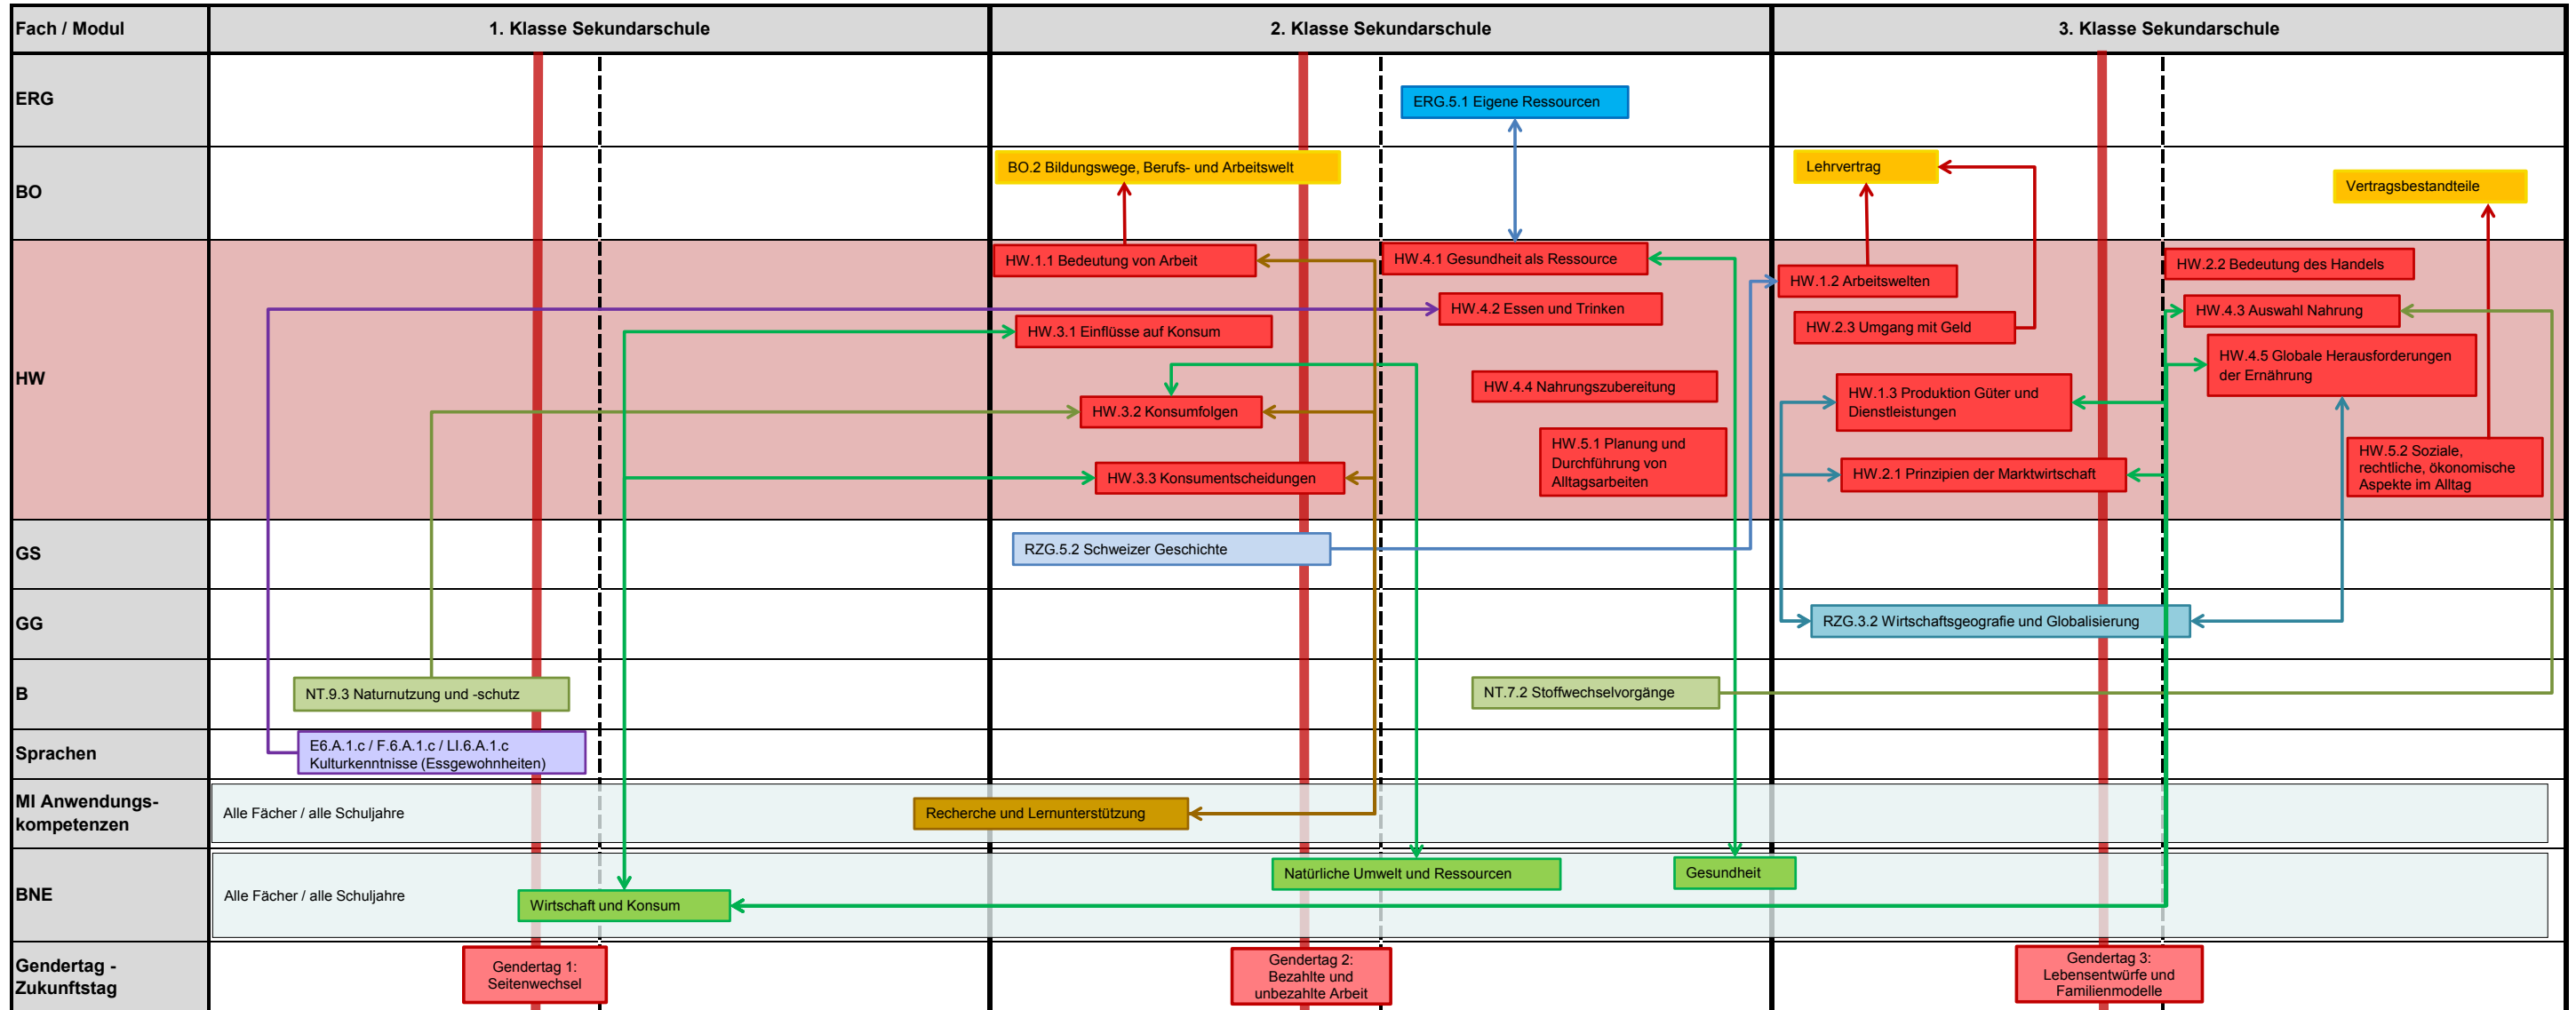 Fach / Modul
1. Klasse Sekundarschule
2. Klasse Sekundarschule
3. Klasse Sekundarschule
ERG
ERG.5.1 Eigene Ressourcen
BO
BO.2 Bildungswege, Berufs- und Arbeitswelt
Lehrvertrag
Vertragsbestandteile
HW
HW.1.1 Bedeutung von Arbeit
HW.4.1 Gesundheit als Ressource
HW.1.2 Arbeitswelten
HW.2.2 Bedeutung des Handels
HW.4.2 Essen und Trinken
HW.4.3 Auswahl Nahrung
HW.3.1 Einflüsse auf Konsum
HW.2.3 Umgang mit Geld
HW.4.5 Globale Herausforderungen
der Ernährung
HW.4.4 Nahrungszubereitung
HW.1.3 Produktion Güter und
Dienstleistungen
HW.3.2 Konsumfolgen
HW.5.1 Planung und
Durchführung von
Alltagsarbeiten
HW.5.2 Soziale,
rechtliche, ökonomische
Aspekte im Alltag
HW.3.3 Konsumentscheidungen
HW.2.1 Prinzipien der Marktwirtschaft
GS
RZG.5.2 Schweizer Geschichte
GG
RZG.3.2 Wirtschaftsgeografie und Globalisierung
B
NT.9.3 Naturnutzung und -schutz
NT.7.2 Stoffwechselvorgänge
Sprachen
E6.A.1.c / F.6.A.1.c / LI.6.A.1.c
Kulturkenntnisse (Essgewohnheiten)
MI Anwendungs-
kompetenzen
Alle Fächer / alle Schuljahre
Recherche und Lernunterstützung
BNE
Alle Fächer / alle Schuljahre
Wirtschaft und Konsum
Natürliche Umwelt und Ressourcen
Gesundheit
Gendertag -
Zukunftstag
Gendertag 1:
Seitenwechsel
Gendertag 2:
Bezahlte und
unbezahlte Arbeit
Gendertag 3:
Lebensentwürfe und
Familienmodelle